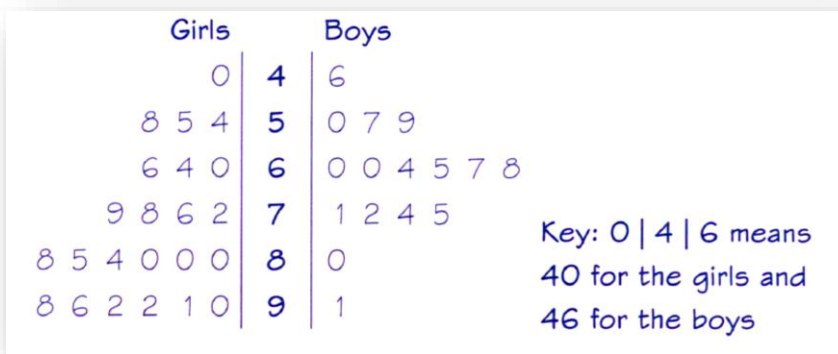 Girls Boys
0 | 4 | 6
8 5 4 | 5 | 0 7 9
6 4 0 | 6 | 0 0 4 5 7 8
9 8 6 2 | 7 | 1 2 4 5
8 5 4 0 0 0 | 8 | 0
8 6 2 2 1 0 | 9 | 1
Key: 0 | 4 | 6 means
40 for the girls and
46 for the boys